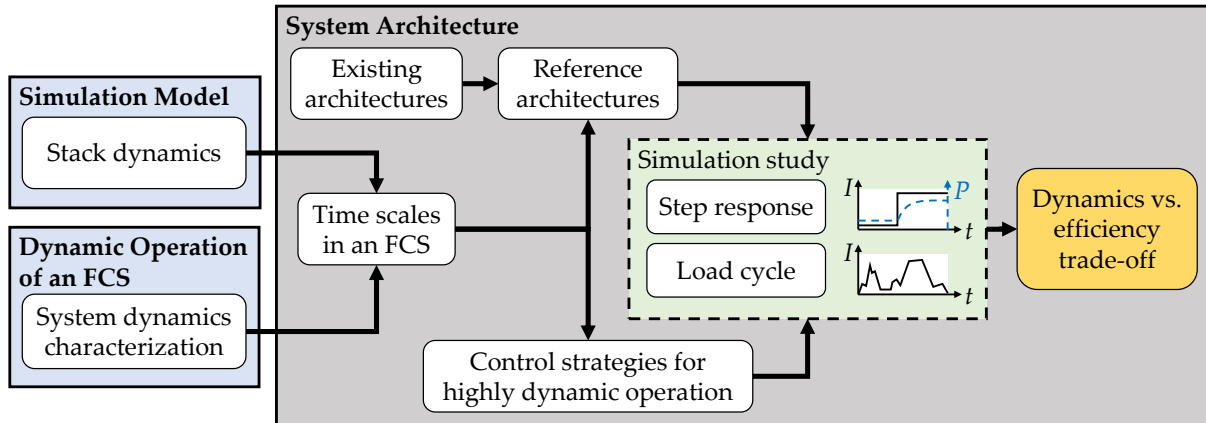 System Architecture
Existing
architectures
Reference
architectures
Simulation Model
Stack dynamics
Dynamic Operation
of an FCS
System dynamics
characterization
Time scales
in an FCS
Control strategies for
highly dynamic operation
Simulation study
Step response
I
P
t
Load cycle
I
t
Dynamics vs.
efficiency
trade-off